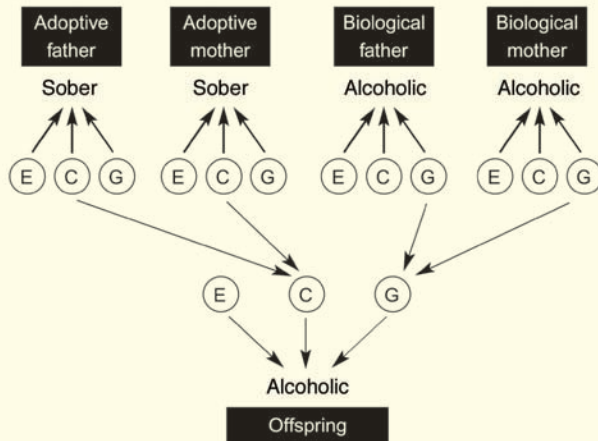 Adoptive father
Adoptive mother
Biological father
Biological mother
Sober Sober Alcoholic Alcoholic
E C G E C G E C G E C G
E C G
Alcoholic
Offspring